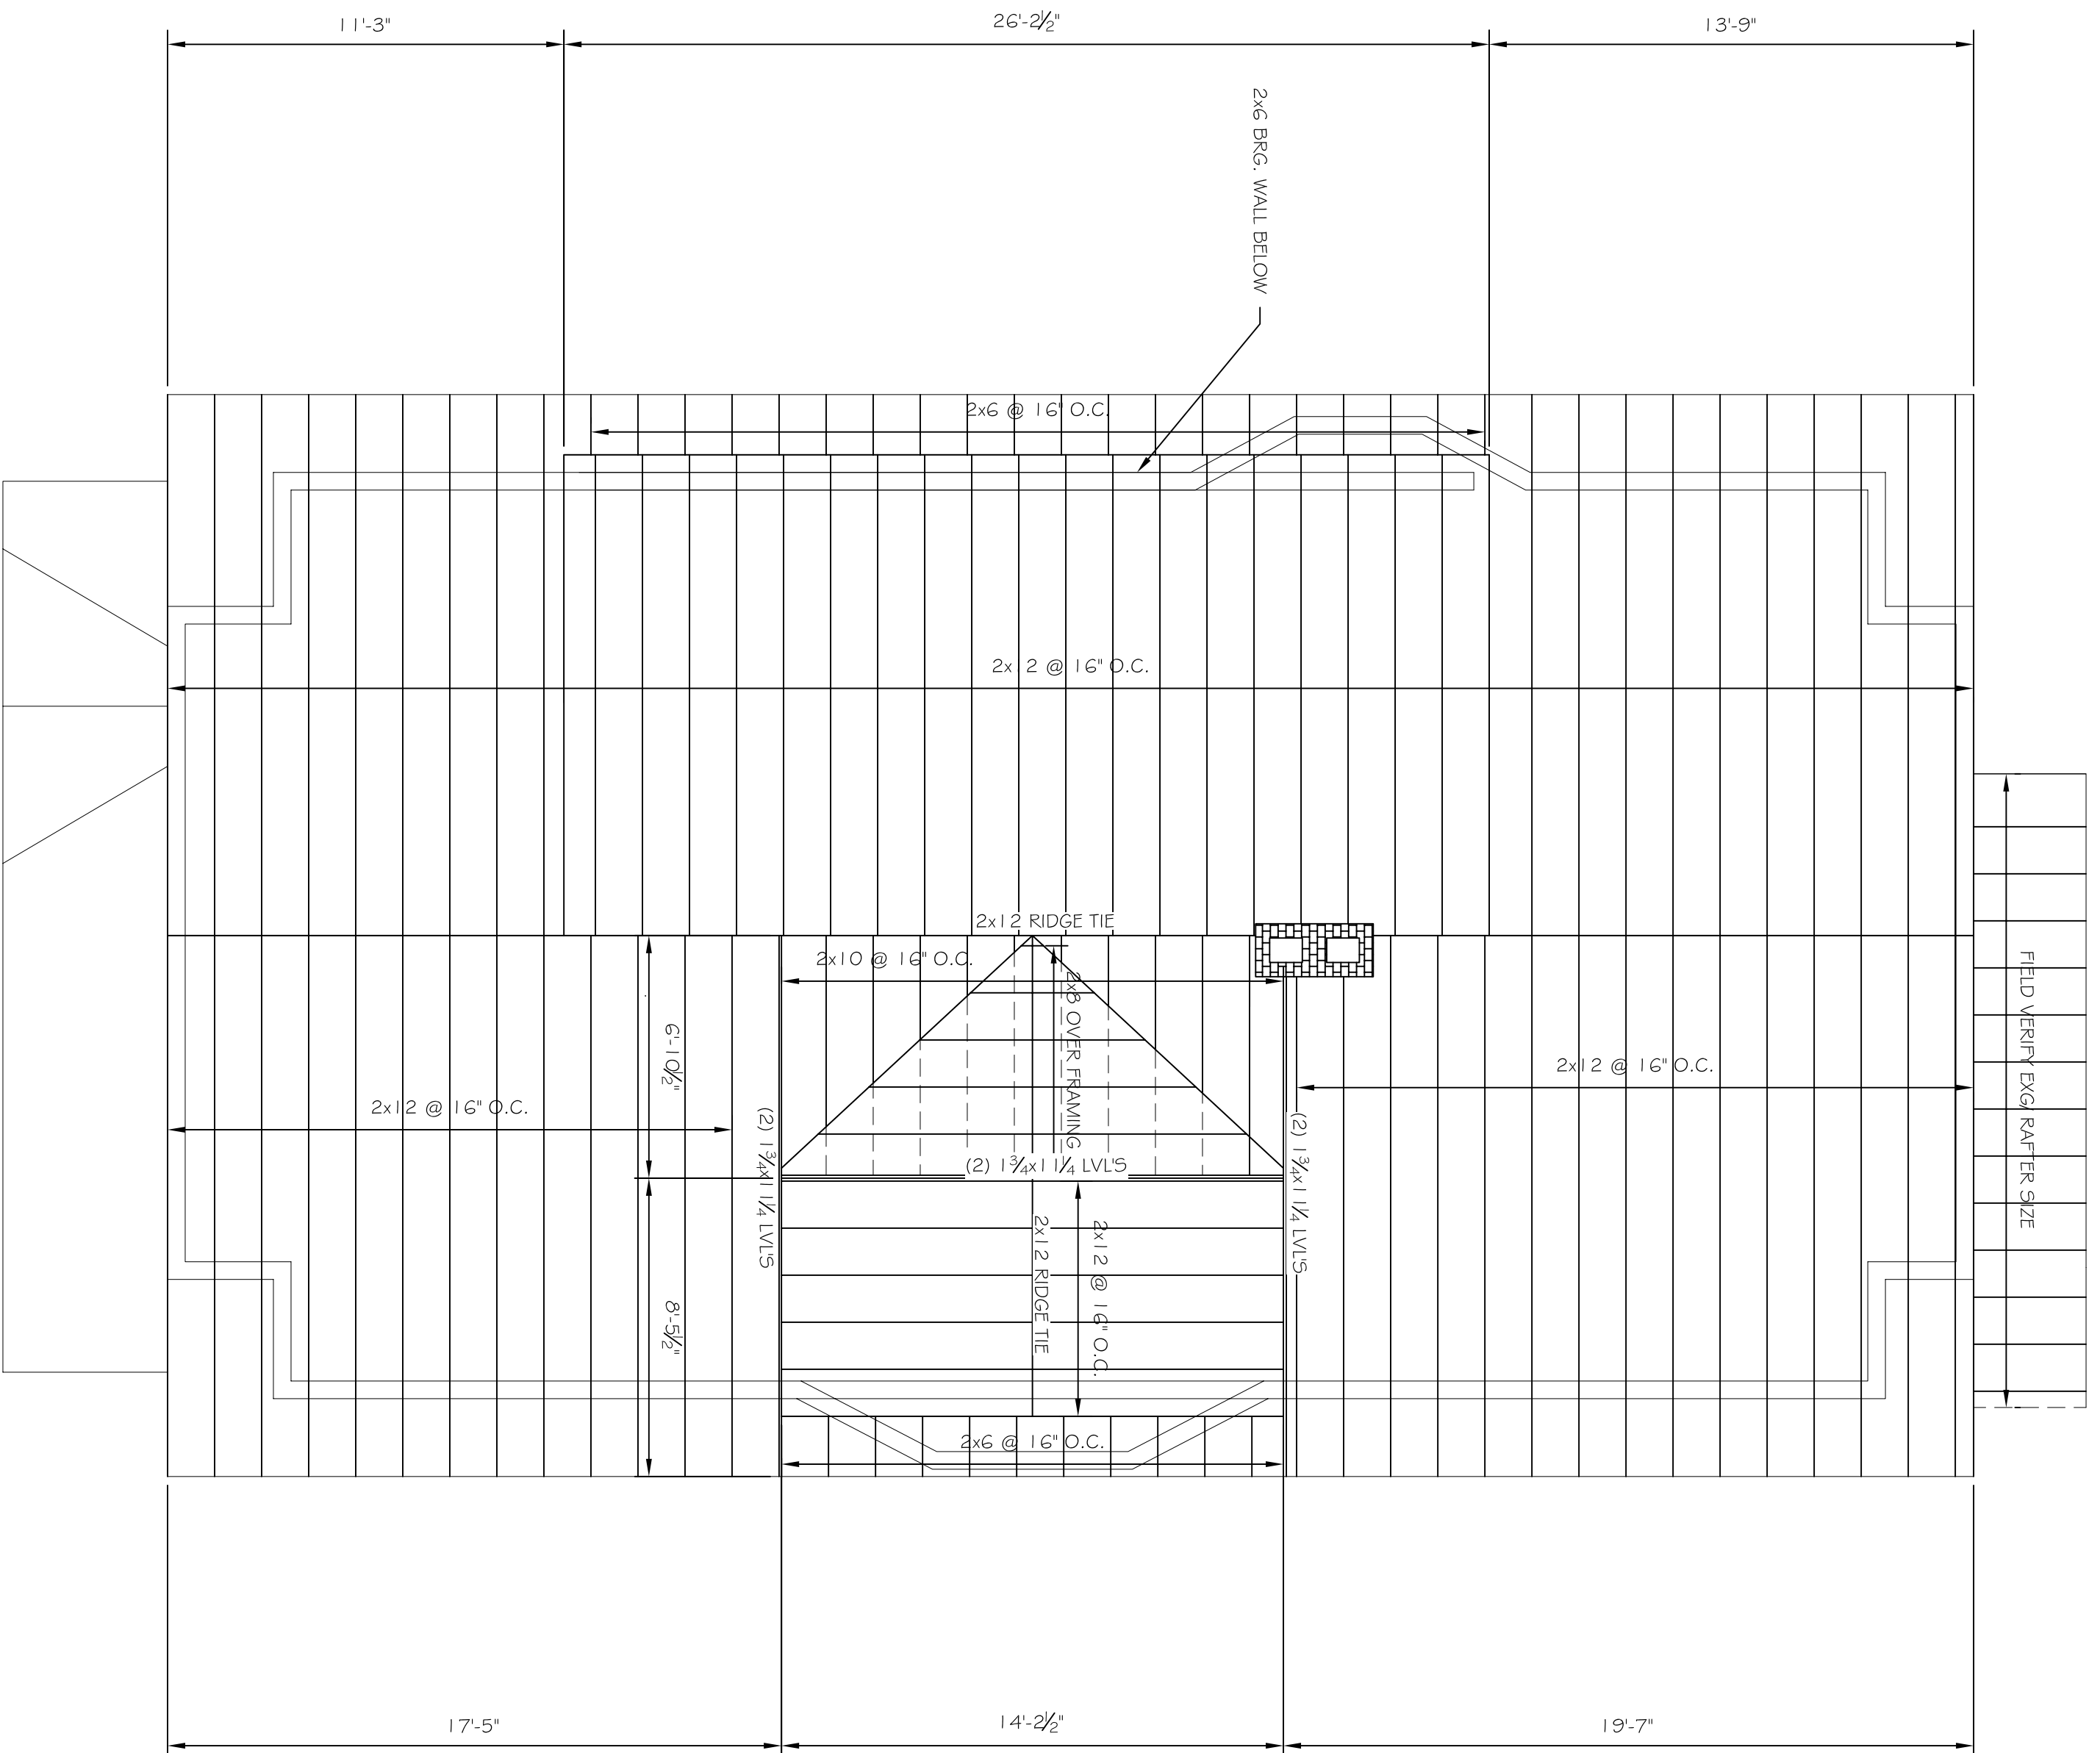 11'-3"
26'-2½"
13'-9"
2x6 BRG. WALL BELOW
2x6 @ 16" O.C.
2x12 @ 16" O.C.
2x12 RIDGE TIE
2x10 @ 16" O.C.
2x8 OVER FRAMING
6'-10½"
FIELD VERIFY EXG/ RAFTER SIZE
2x12 @ 16" O.C.
2x12 @ 16" O.C.
(2) 1¾x11¼ LVL'S
(2) 1¾x11¼ LVL'S
(2) 1¾x11¼ LVL'S
2x12 RIDGE TIE
2x12 @ 16" O.C.
8'-5½"
2x6 @ 16" O.C.
17'-5"
14'-2½"
19'-7"